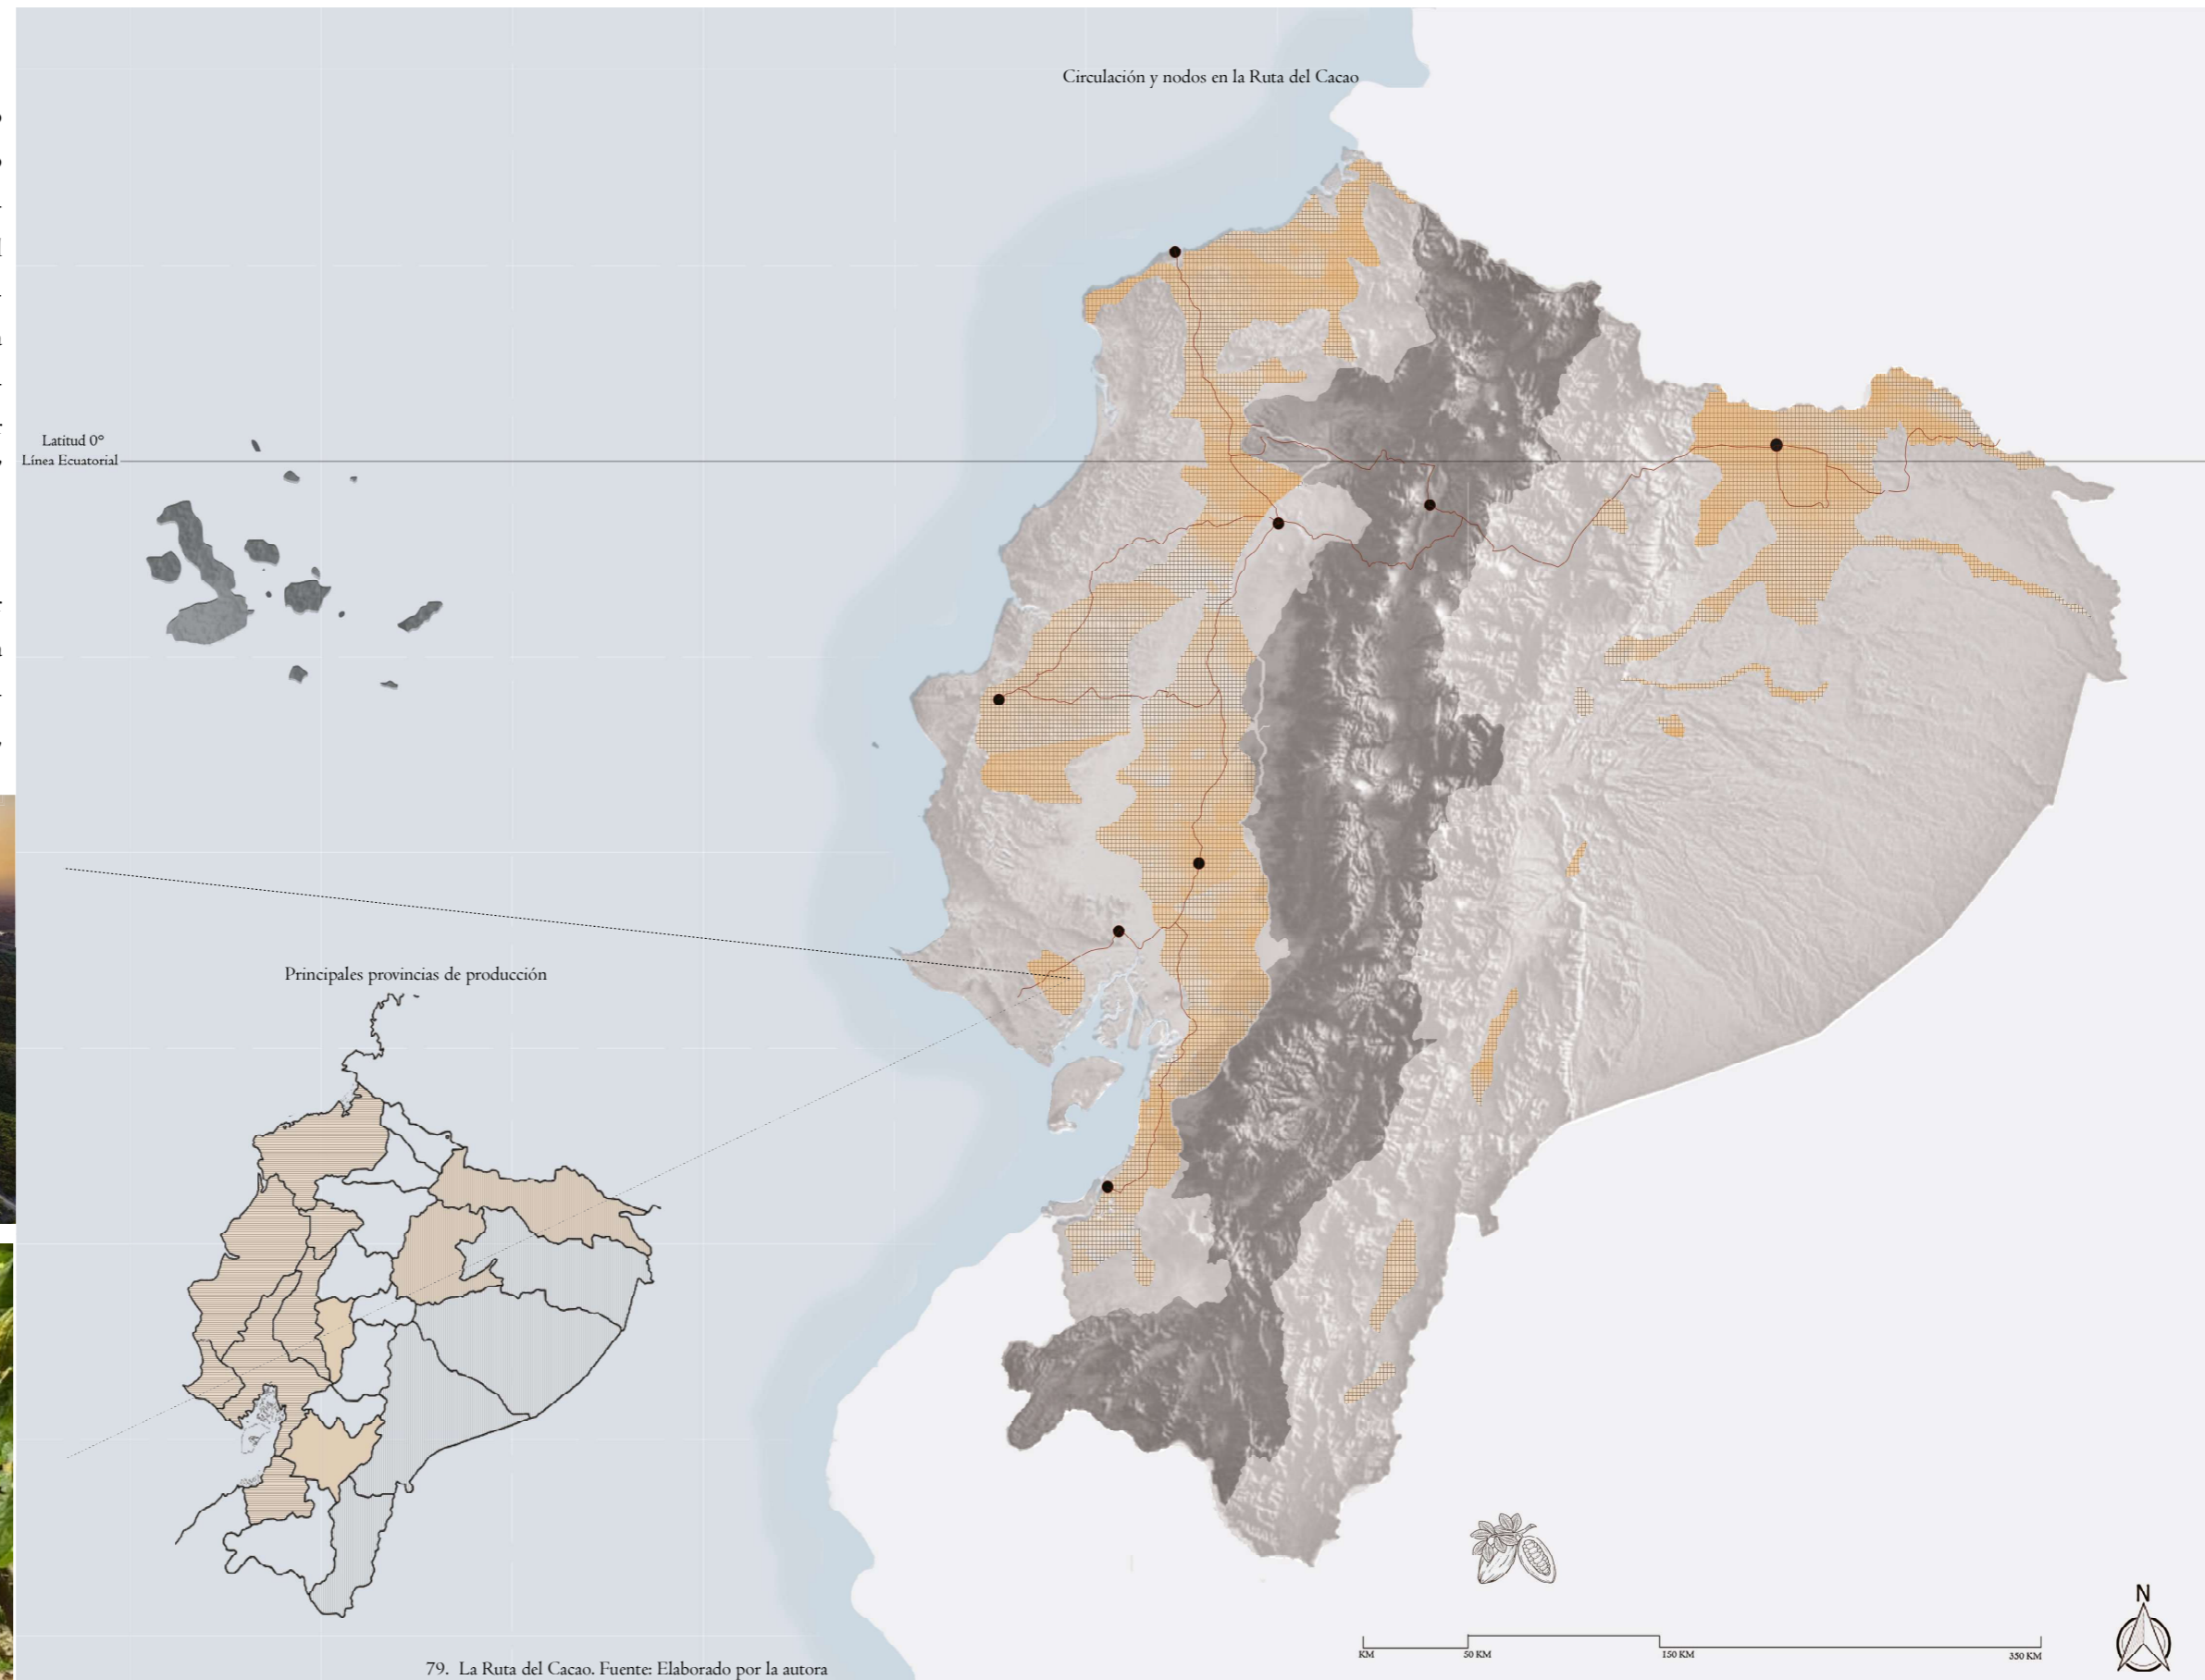 Circulación y nodos en la Ruta del Cacao
Latitud 0°
Línea Ecuatorial
Principales provincias de producción
KM
50 KM
150 KM
350 KM
N
79. La Ruta del Cacao. Fuente: Elaborado por la autora